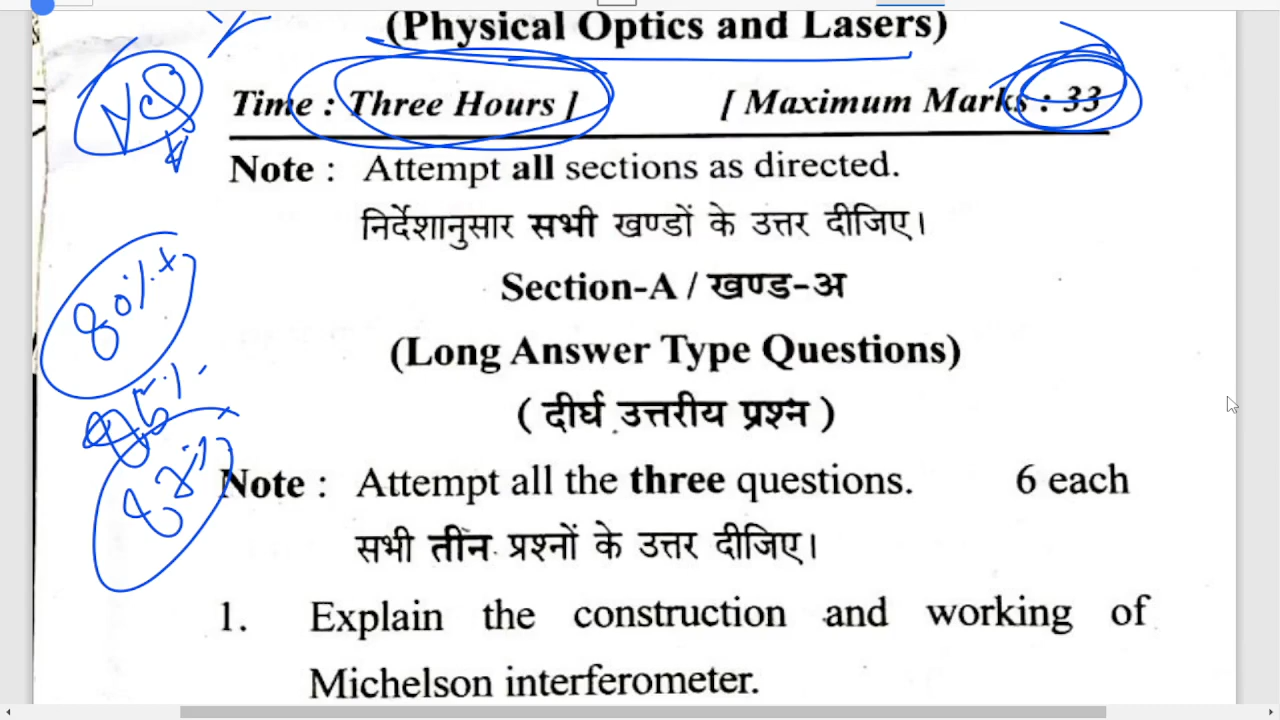 (Physical Optics and Lasers)
Time : Three Hours ] [ Maximum Marks : 33
Note : Attempt all sections as directed.
निर्देशानुसार सभी खण्डों के उत्तर दीजिए।
Section-A / खण्ड-अ
(Long Answer Type Questions)
( दीर्घ उत्तरीय प्रश्न )
Note : Attempt all the three questions. 6 each
सभी तीन प्रश्नों के उत्तर दीजिए।
1. Explain the construction and working of
Michelson interferometer.
yes
80%+